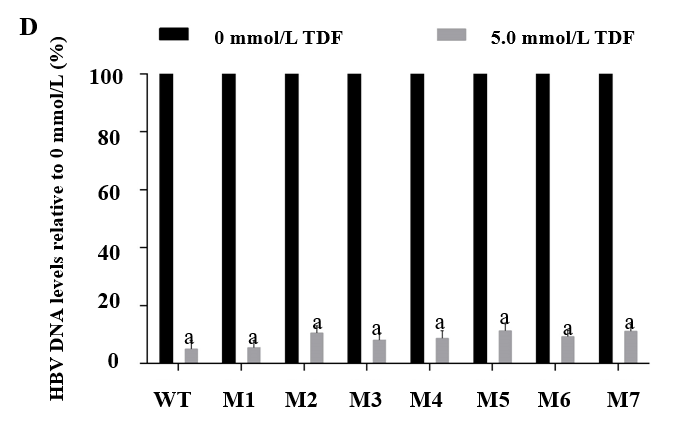 D
0 mmol/L TDF
5.0 mmol/L TDF
HBV DNA levels relative to 0 mmol/L (%)
100
80
60
40
20
0
a a a a a a a a
WT M1 M2 M3 M4 M5 M6 M7